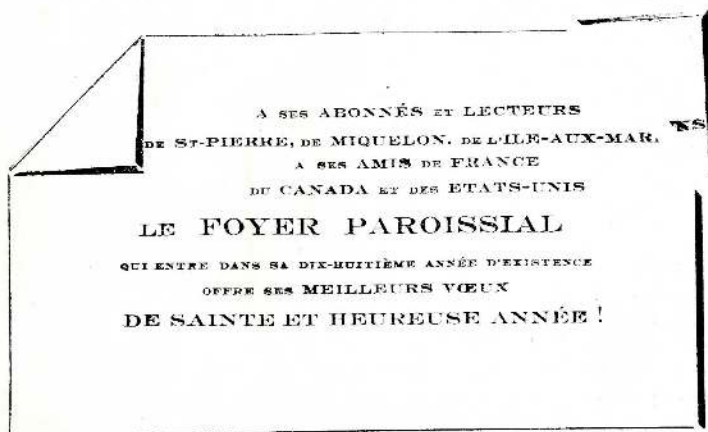 A SES ABONNÉS ET LECTEURS
DE ST-PIERRE, DE MIQUELON. DE L'ILE-AUX-MAR. NS
A SES AMIS DE FRANCE
DU CANADA ET DES ETATS-UNIS
LE FOYER PAROISSIAL
QUI ENTRE DANS SA DIX-HUITIÈME ANNÉE D'EXISTENCE
OFFRE SES MEILLEURS VŒUX
DE SAINTE ET HEUREUSE ANNÉE !